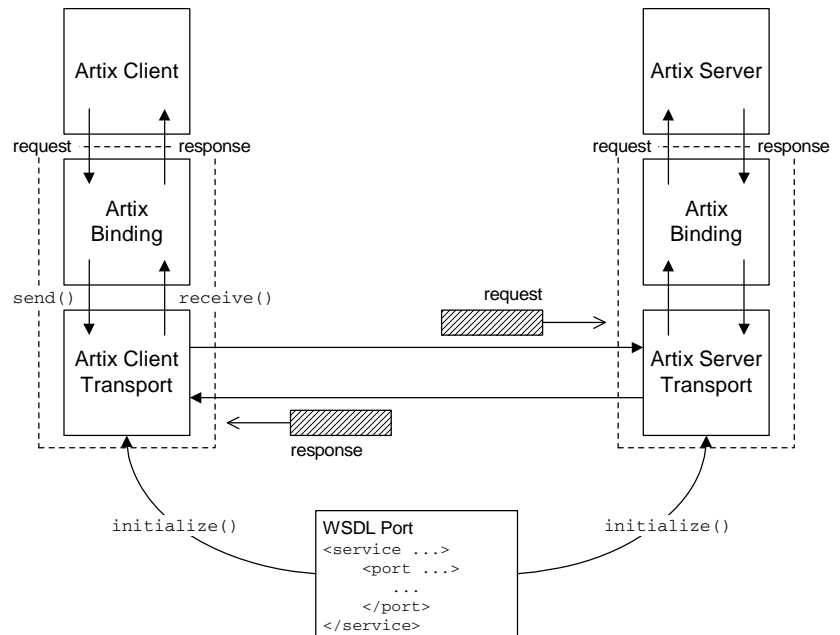 Artix Client
Artix Server
request
response
request
response
Artix
Binding
Artix
Binding
send()
receive()
request
Artix Client
Transport
Artix Server
Transport
response
initialize()
initialize()
WSDL Port
<service ...>
<port ...>
...
</port>
</service>